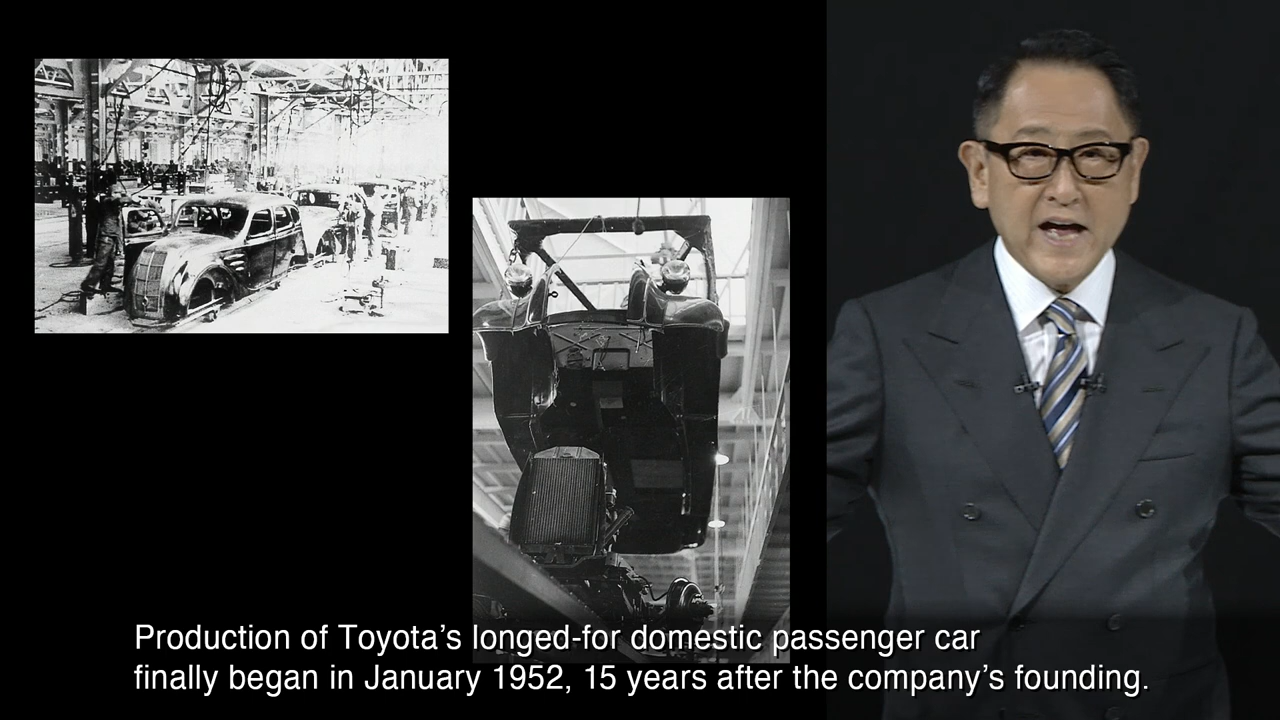 Production of Toyota's longed-for domestic passenger car
finally began in January 1952, 15 years after the company's founding.